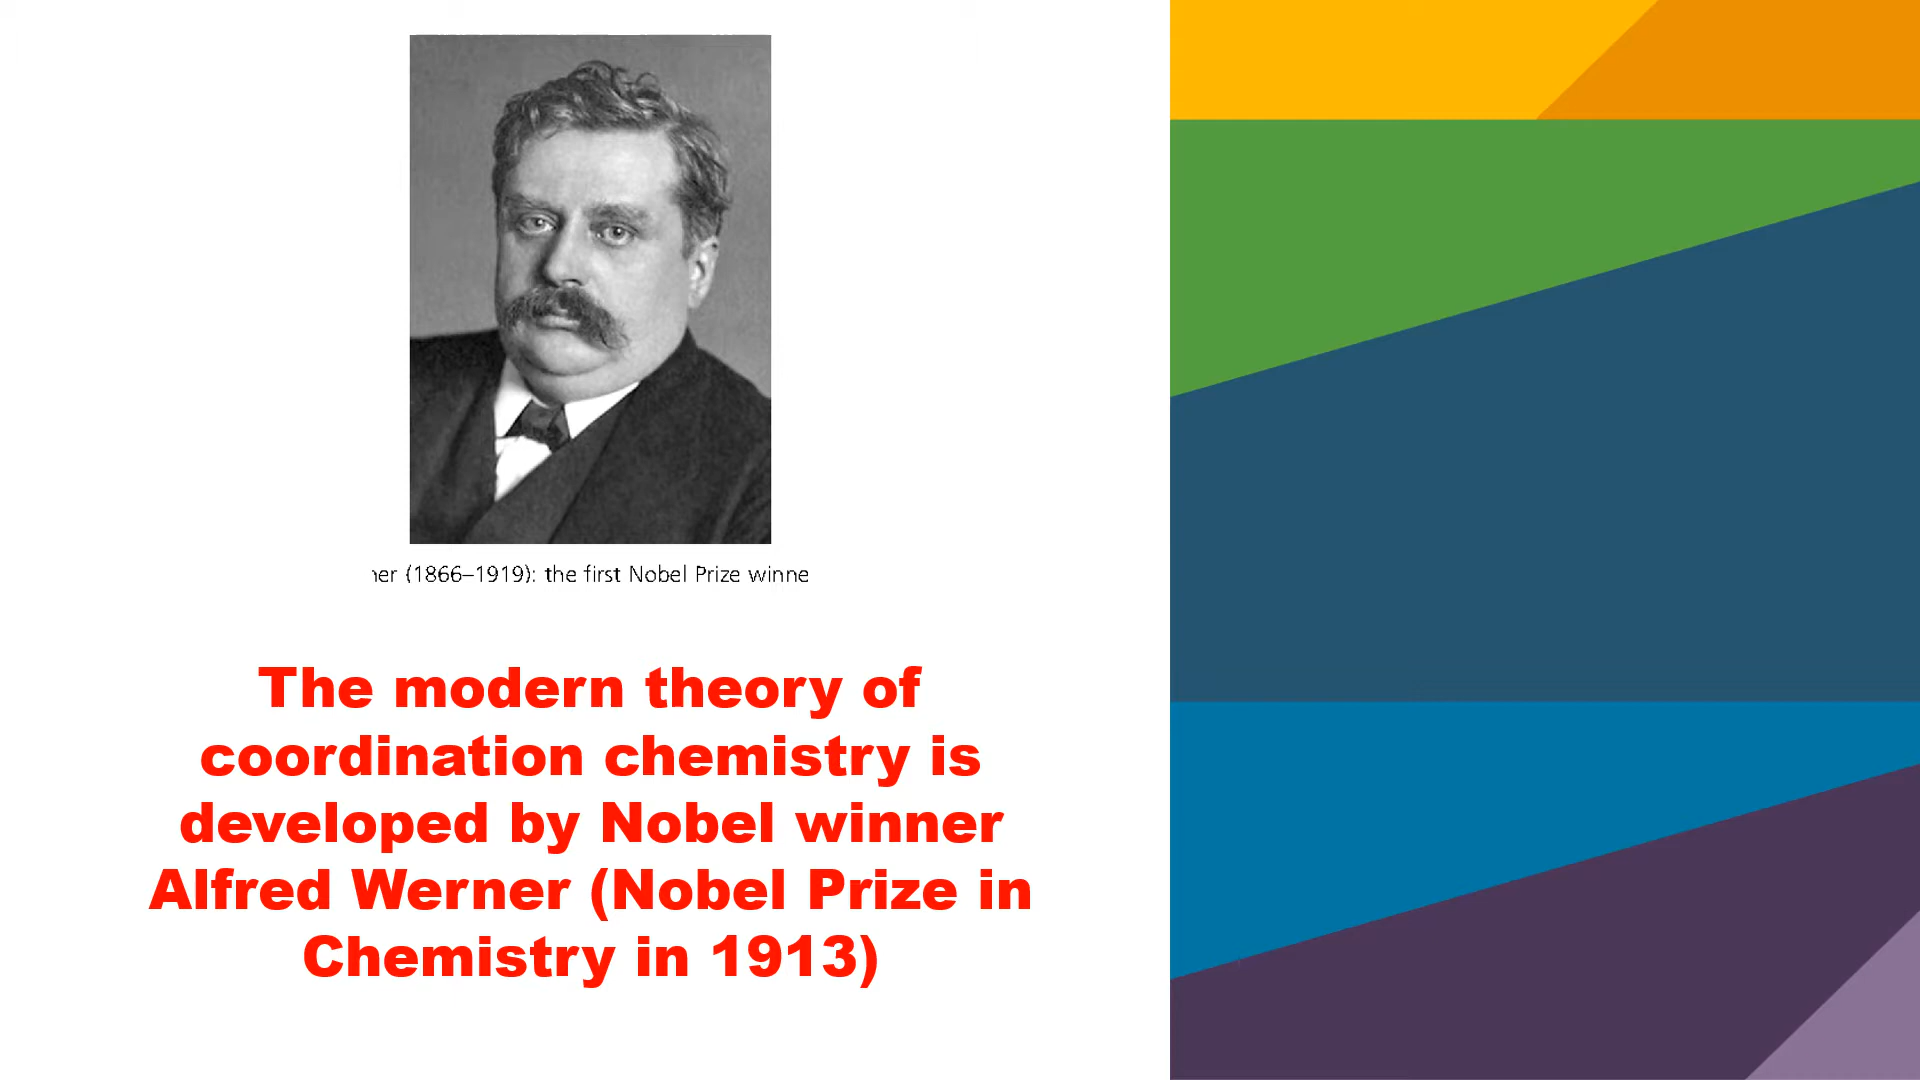 ner (1866–1919): the first Nobel Prize winne
The modern theory of
coordination chemistry is
developed by Nobel winner
Alfred Werner (Nobel Prize in
Chemistry in 1913)